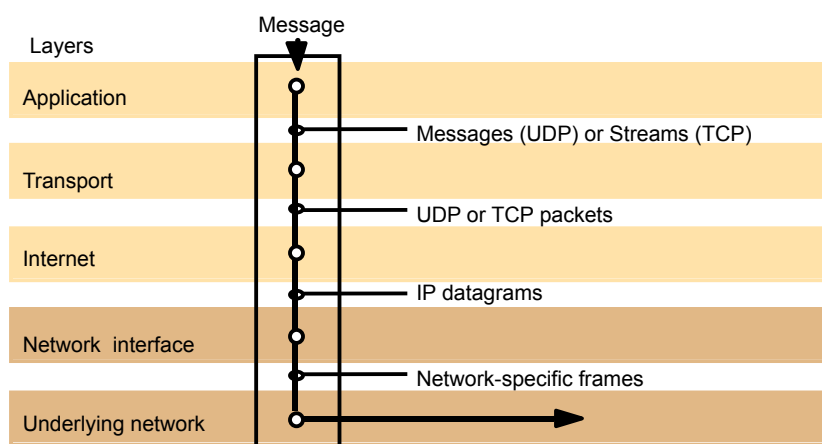 Message
Layers
Application
Messages (UDP) or Streams (TCP)
Transport
UDP or TCP packets
Internet
IP datagrams
Network interface
Network-specific frames
Underlying network